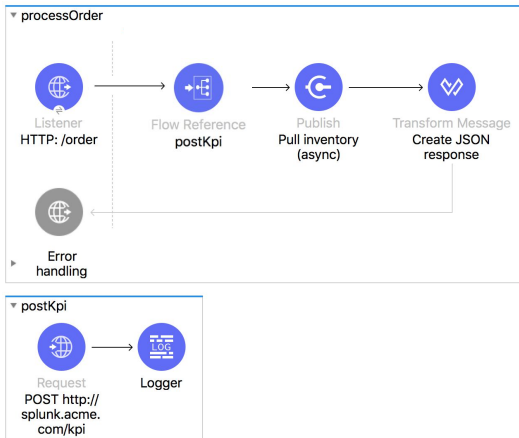 processOrder
Listener
HTTP: /order
Flow Reference
postKpi
Publish
Pull inventory
(async)
Transform Message
Create JSON
response
Error
handling
postKpi
LOG
Request
POST http://
splunk.acme.
com/kpi
Logger